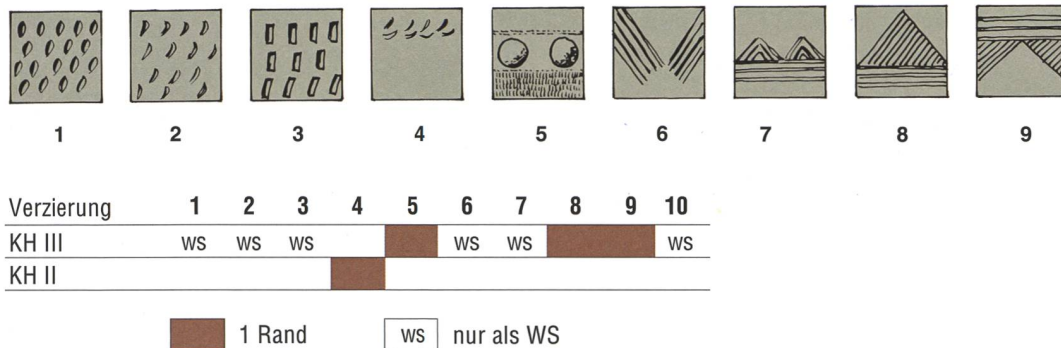 1 2 3 4 5 6 7 8 9
Verzierung 1 2 3 4 5 6 7 8 9 10
KH III ws ws ws ws ws ws
KH II
1 Rand ws nur als WS